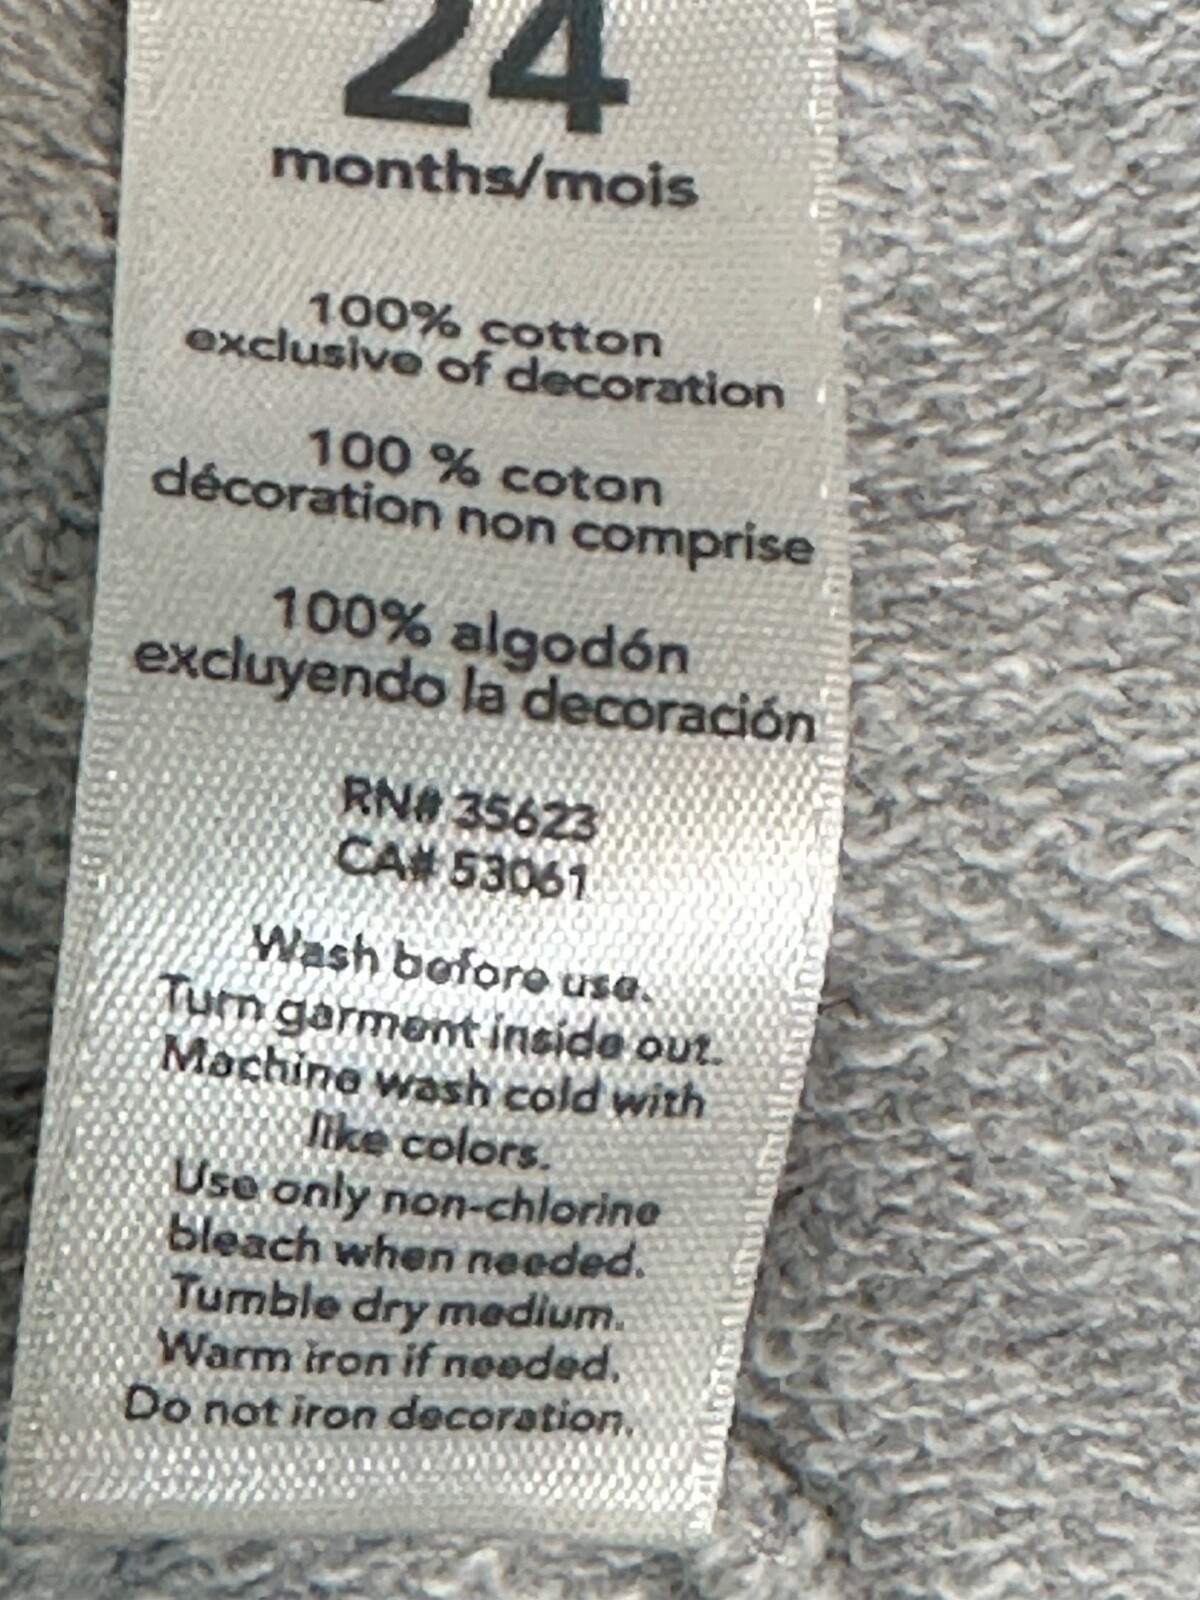 24
months/mois
100% cotton
exclusive of decoration
100 % coton
décoration non comprise
100% algodón
excluyendo la decoración
RN# 35623
CA# 53061
Wash before use.
Turn garment inside out.
Machine wash cold with
like colors.
Use only non-chlorine
bleach when needed.
Tumble dry medium.
Warm iron if needed.
Do not iron decoration.